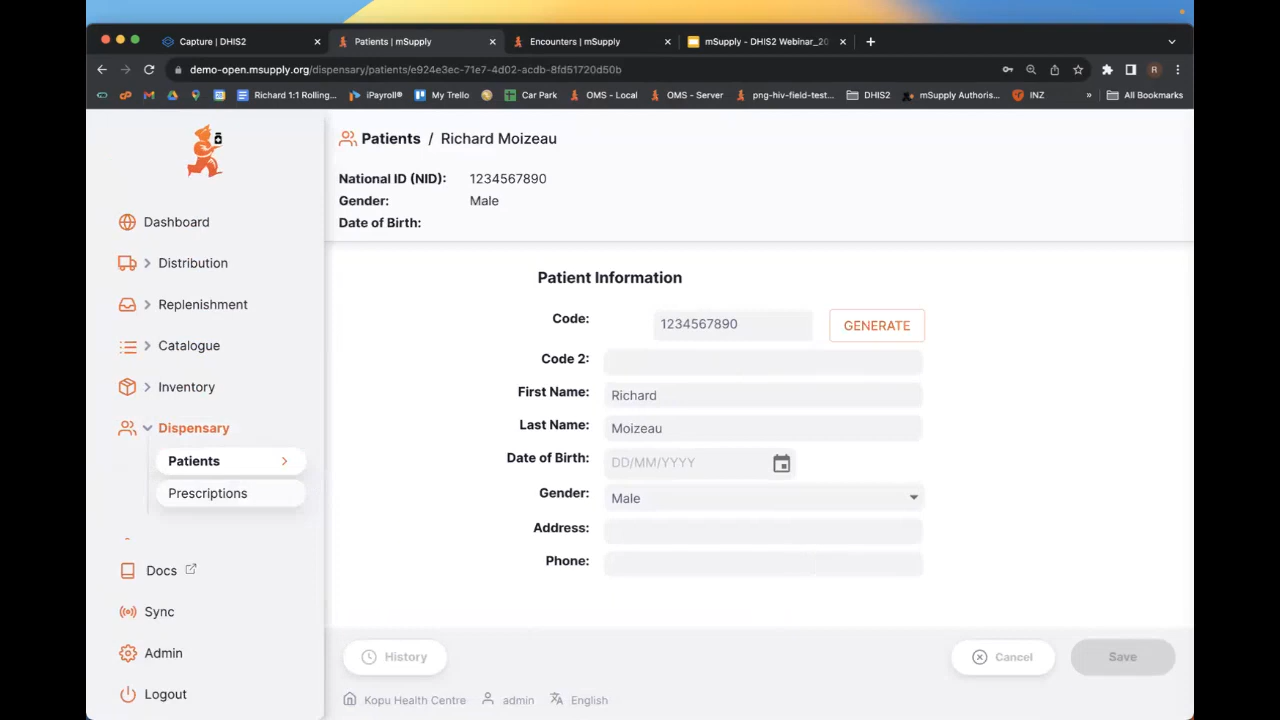 Capture | DHIS2
Patients | mSupply
Encounters | mSupply
mSupply - DHIS2 Webinar_20
demo-open.msupply.org/dispensary/patients/e924e3ec-71e7-4d02-acdb-8fd51720d50b
R
Richard 1:1 Rolling...
iPayroll®
My Trello
Car Park
OMS - Local
OMS - Server
png-hiv-field-test...
DHIS2
mSupply Authoris...
INZ
»
All Bookmarks
Patients / Richard Moizeau
National ID (NID): 1234567890
Gender: Male
Date of Birth:
Dashboard
Distribution
Replenishment
Catalogue
Inventory
Dispensary
Patients
Prescriptions
Docs
Sync
Admin
Logout
Patient Information
Code: 1234567890 GENERATE
Code 2:
First Name: Richard
Last Name: Moizeau
Date of Birth: DD/MM/YYYY
Gender: Male
Address:
Phone:
History
Cancel
Save
Kopu Health Centre admin English